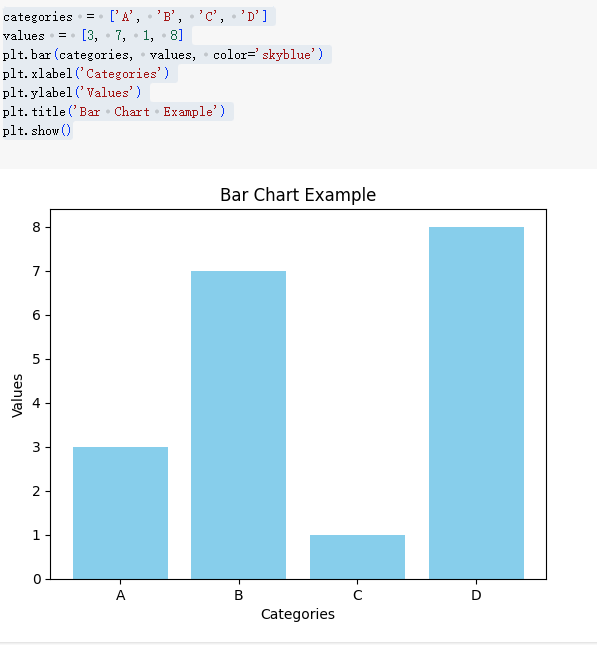 categories = ['A', 'B', 'C', 'D']
values = [3, 7, 1, 8]
plt.bar(categories, values, color='skyblue')
plt.xlabel('Categories')
plt.ylabel('Values')
plt.title('Bar Chart Example')
plt.show()
Bar Chart Example
8
7
6
5
4
3
2
1
0
Values
A B C D
Categories